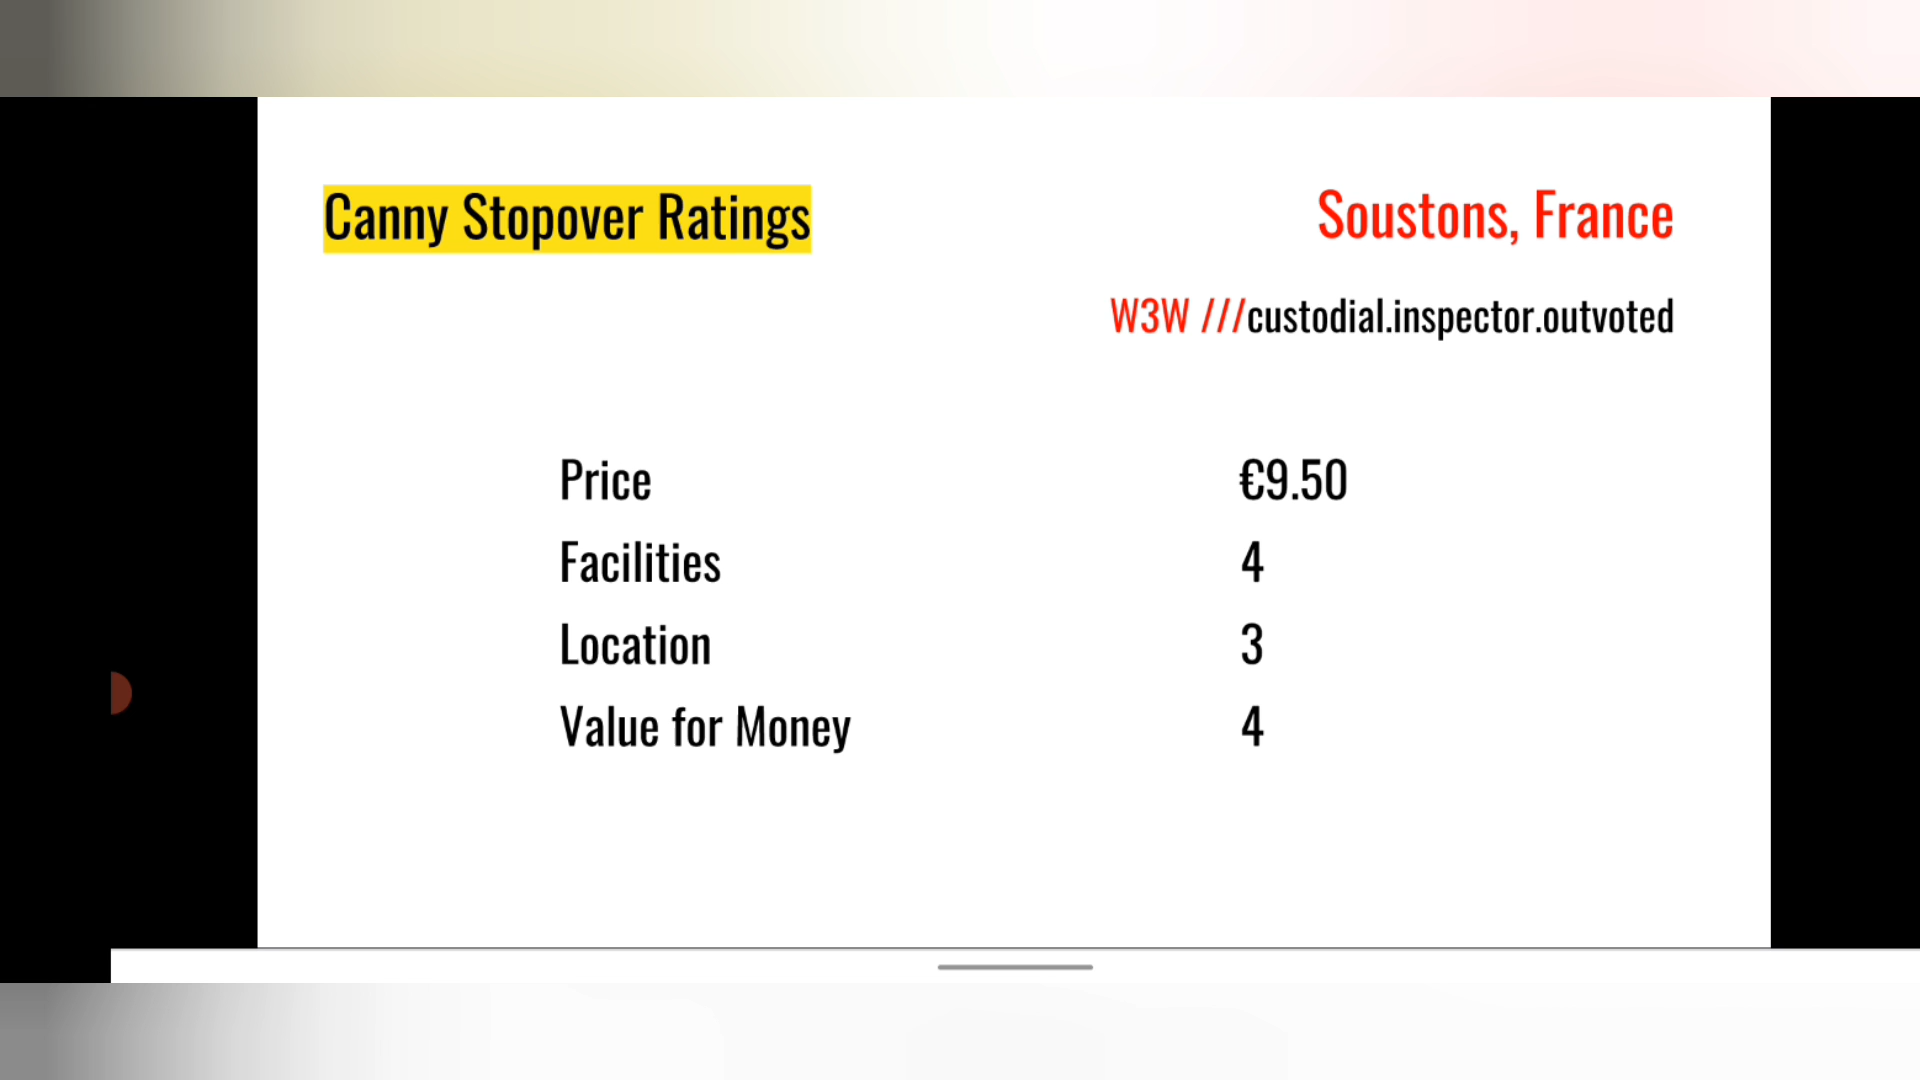 Canny Stopover Ratings
Soustons, France
W3W ///custodial.inspector.outvoted
Price €9.50
Facilities 4
Location 3
Value for Money 4